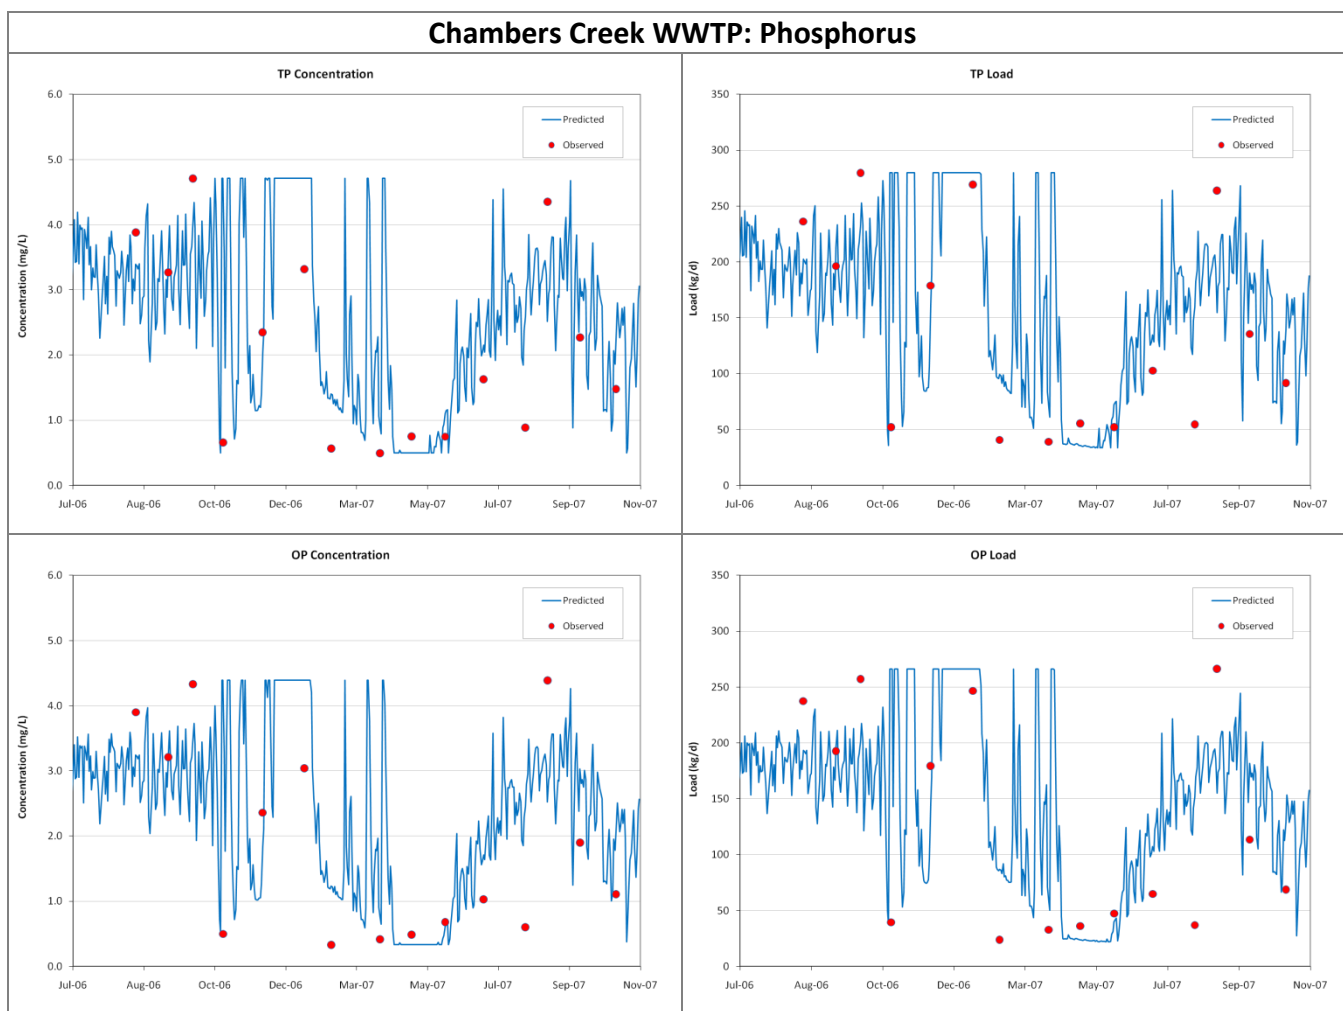 Chambers Creek WWTP: Phosphorus
TP Concentration
Concentration (mg/L)
6.0
5.0
4.0
3.0
2.0
1.0
0.0
Predicted
Observed
Jul-06 Aug-06 Oct-06 Dec-06 Mar-07 May-07 Jul-07 Sep-07 Nov-07
TP Load
Load (kg/d)
350
300
250
200
150
100
50
0
Predicted
Observed
Jul-06 Aug-06 Oct-06 Dec-06 Mar-07 May-07 Jul-07 Sep-07 Nov-07
OP Concentration
Concentration (mg/L)
6.0
5.0
4.0
3.0
2.0
1.0
0.0
Predicted
Observed
Jul-06 Aug-06 Oct-06 Dec-06 Mar-07 May-07 Jul-07 Sep-07 Nov-07
OP Load
Load (kg/d)
350
300
250
200
150
100
50
0
Predicted
Observed
Jul-06 Aug-06 Oct-06 Dec-06 Mar-07 May-07 Jul-07 Sep-07 Nov-07